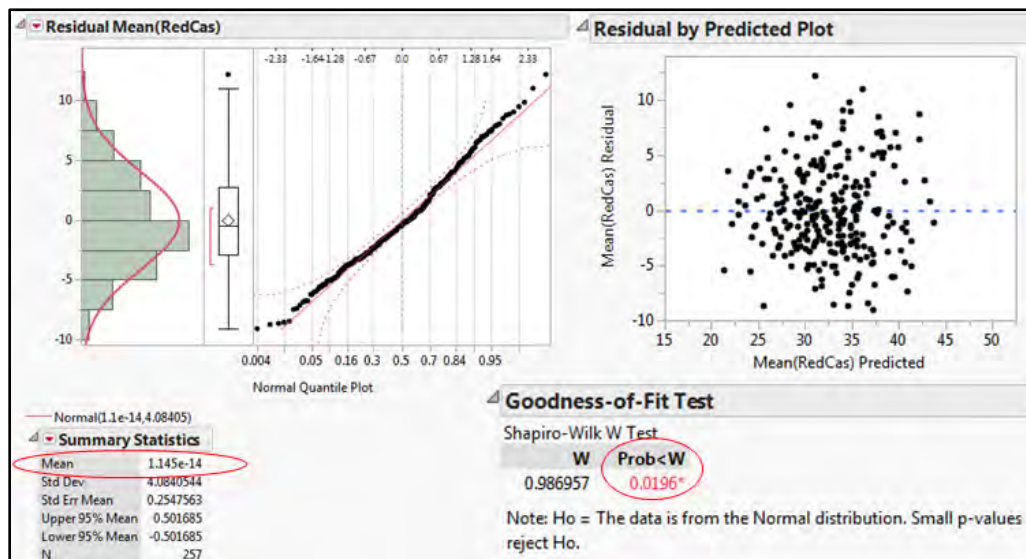 Residual Mean(RedCas)
-2.33 -1.64 -1.28 -0.67 0.0 0.67 1.28 1.64 2.33
10
5
0
-5
-10
0.004 0.05 0.16 0.3 0.5 0.7 0.84 0.95
Normal Quantile Plot
Normal(1.1e-14,4.08405)
Summary Statistics
Mean 1.145e-14
Std Dev 4.0840544
Std Err Mean 0.2547563
Upper 95% Mean 0.501685
Lower 95% Mean -0.501685
N 257
Residual by Predicted Plot
Mean(RedCas) Residual
10
5
0
-5
-10
15 20 25 30 35 40 45 50
Mean(RedCas) Predicted
Goodness-of-Fit Test
Shapiro-Wilk W Test
W Prob<W
0.986957 0.0196*
Note: Ho = The data is from the Normal distribution. Small p-values
reject Ho.